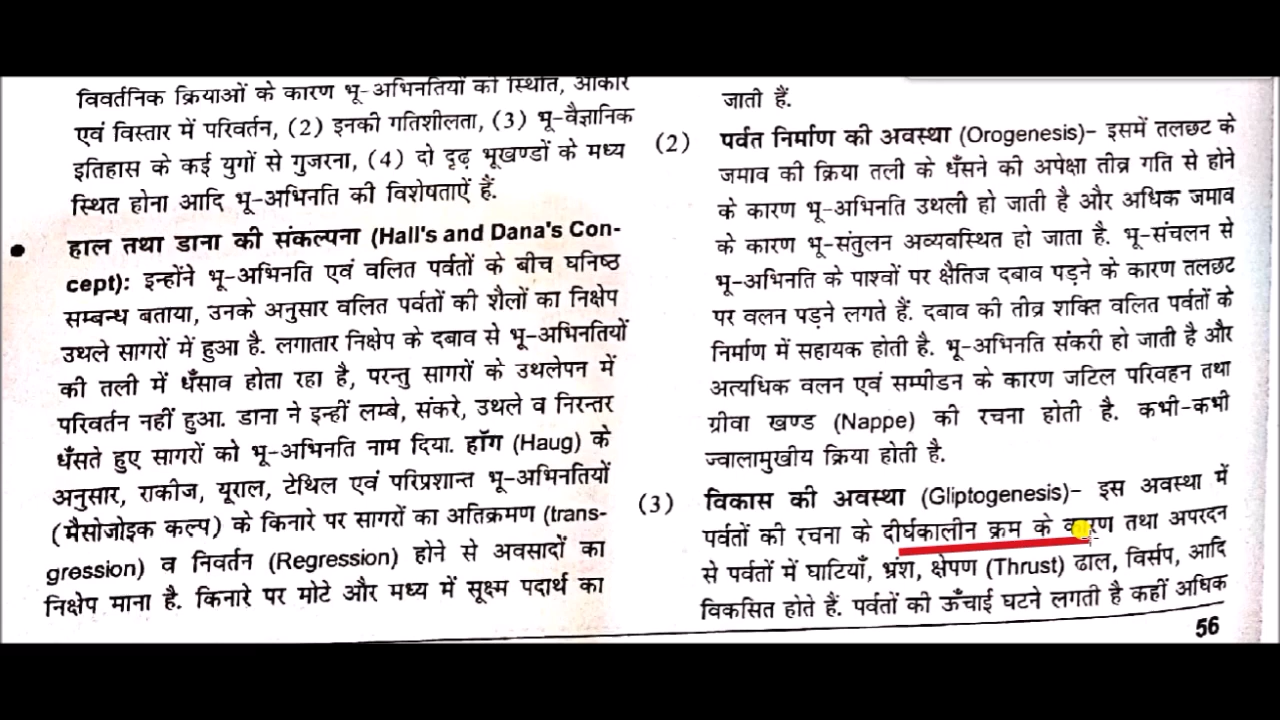 विवर्तनिक क्रियाओं के कारण भू-अभिनतियों की स्थिति, आकार
एवं विस्तार में परिवर्तन, (2) इनकी गतिशीलता, (3) भू-वैज्ञानिक
इतिहास के कई युगों से गुजरना, (4) दो दृढ़ भूखण्डों के मध्य
स्थित होना आदि भू-अभिनति की विशेषताऐं हैं.
• हाल तथा डाना की संकल्पना (Hall's and Dana's Con-
cept): इन्होंने भू-अभिनति एवं वलित पर्वतों के बीच घनिष्ठ
सम्बन्ध बताया, उनके अनुसार वलित पर्वतों की शैलों का निक्षेप
उथले सागरों में हुआ है. लगातार निक्षेप के दबाव से भू-अभिनतियों
की तली में धँसाव होता रहा है, परन्तु सागरों के उथलेपन में
परिवर्तन नहीं हुआ. डाना ने इन्हीं लम्बे, संकरे, उथले व निरन्तर
धँसते हुए सागरों को भू-अभिनति नाम दिया. हॉग (Haug) के
अनुसार, राकीज, यूराल, टेथिल एवं परिप्रशान्त भू-अभिनतियों
(मैसोजोइक कल्प) के किनारे पर सागरों का अतिक्रमण (trans-
gression) व निवर्तन (Regression) होने से अवसादों का
निक्षेप माना है. किनारे पर मोटे और मध्य में सूक्ष्म पदार्थ का
जाती हैं.
(2) पर्वत निर्माण की अवस्था (Orogenesis)- इसमें तलछट के
जमाव की क्रिया तली के धँसने की अपेक्षा तीव्र गति से होने
के कारण भू-अभिनति उथली हो जाती है और अधिक जमाव
के कारण भू-संतुलन अव्यवस्थित हो जाता है. भू-संचलन से
भू-अभिनति के पाश्वों पर क्षैतिज दबाव पड़ने के कारण तलछट
पर वलन पड़ने लगते हैं. दबाव की तीव्र शक्ति वलित पर्वतों के
निर्माण में सहायक होती है. भू-अभिनति संकरी हो जाती है और
अत्यधिक वलन एवं सम्पीडन के कारण जटिल परिवहन तथा
ग्रीवा खण्ड (Nappe) की रचना होती है. कभी-कभी
ज्वालामुखीय क्रिया होती है.
(3) विकास की अवस्था (Gliptogenesis)- इस अवस्था में
पर्वतों की रचना के दीर्घकालीन क्रम के कारण तथा अपरदन
से पर्वतों में घाटियाँ, भ्रंश, क्षेपण (Thrust) ढाल, विर्सप, आदि
विकसित होते हैं. पर्वतों की ऊँचाई घटने लगती है कहीं अधिक
56